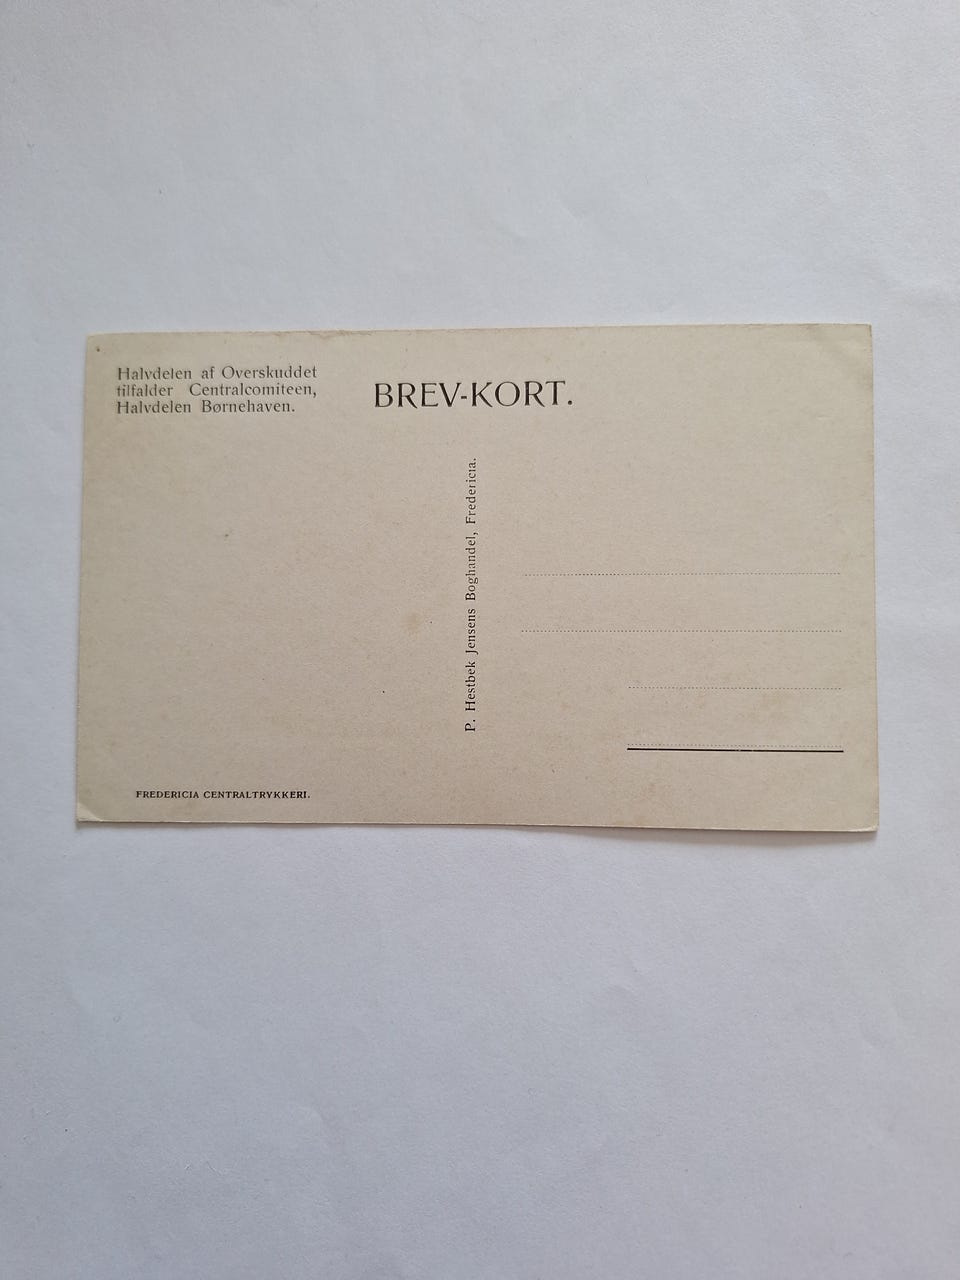 Halvdelen af Overskuddet
tilfalder Centralcomiteen,
Halvdelen Børnehaven.
BREV-KORT.
P. Hestbek Jensens Boghandel, Fredericia.
FREDERICIA CENTRALTRYKKERI.